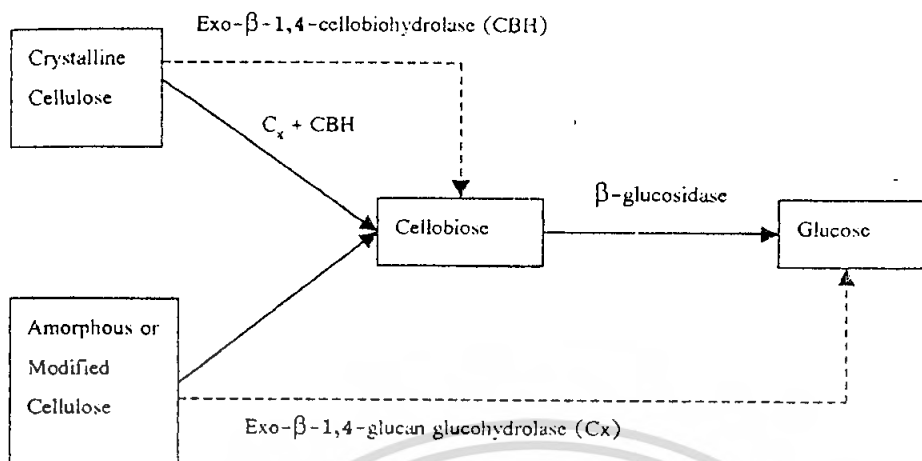 Exo-β-1,4-cellobiohydrolase (CBH)
Crystalline
Cellulose
Cx + CBH
β-glucosidase
Cellobiose
Glucose
Amorphous or
Modified
Cellulose
Exo-β-1,4-glucan glucohydrolase (Cx)